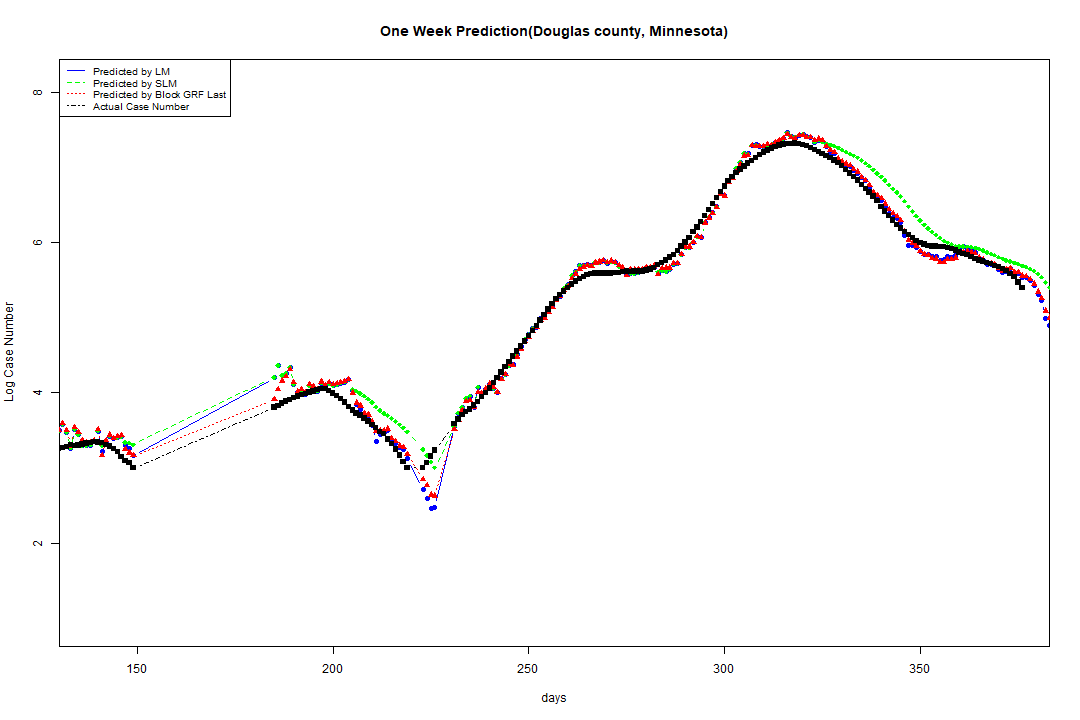 One Week Prediction(Douglas county, Minnesota)
Predicted by LM
Predicted by SLM
Predicted by Block GRF Last
Actual Case Number
8
6
4
2
Log Case Number
150 200 250 300 350
days